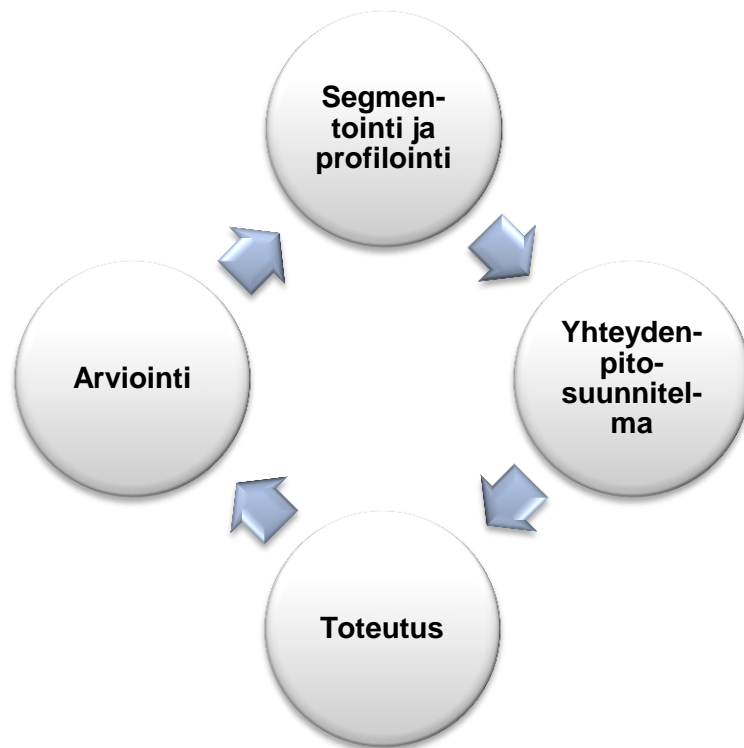 Segmen-
tointi ja
profilointi
Yhteyden-
pito-
suunnitel-
ma
Toteutus
Arviointi